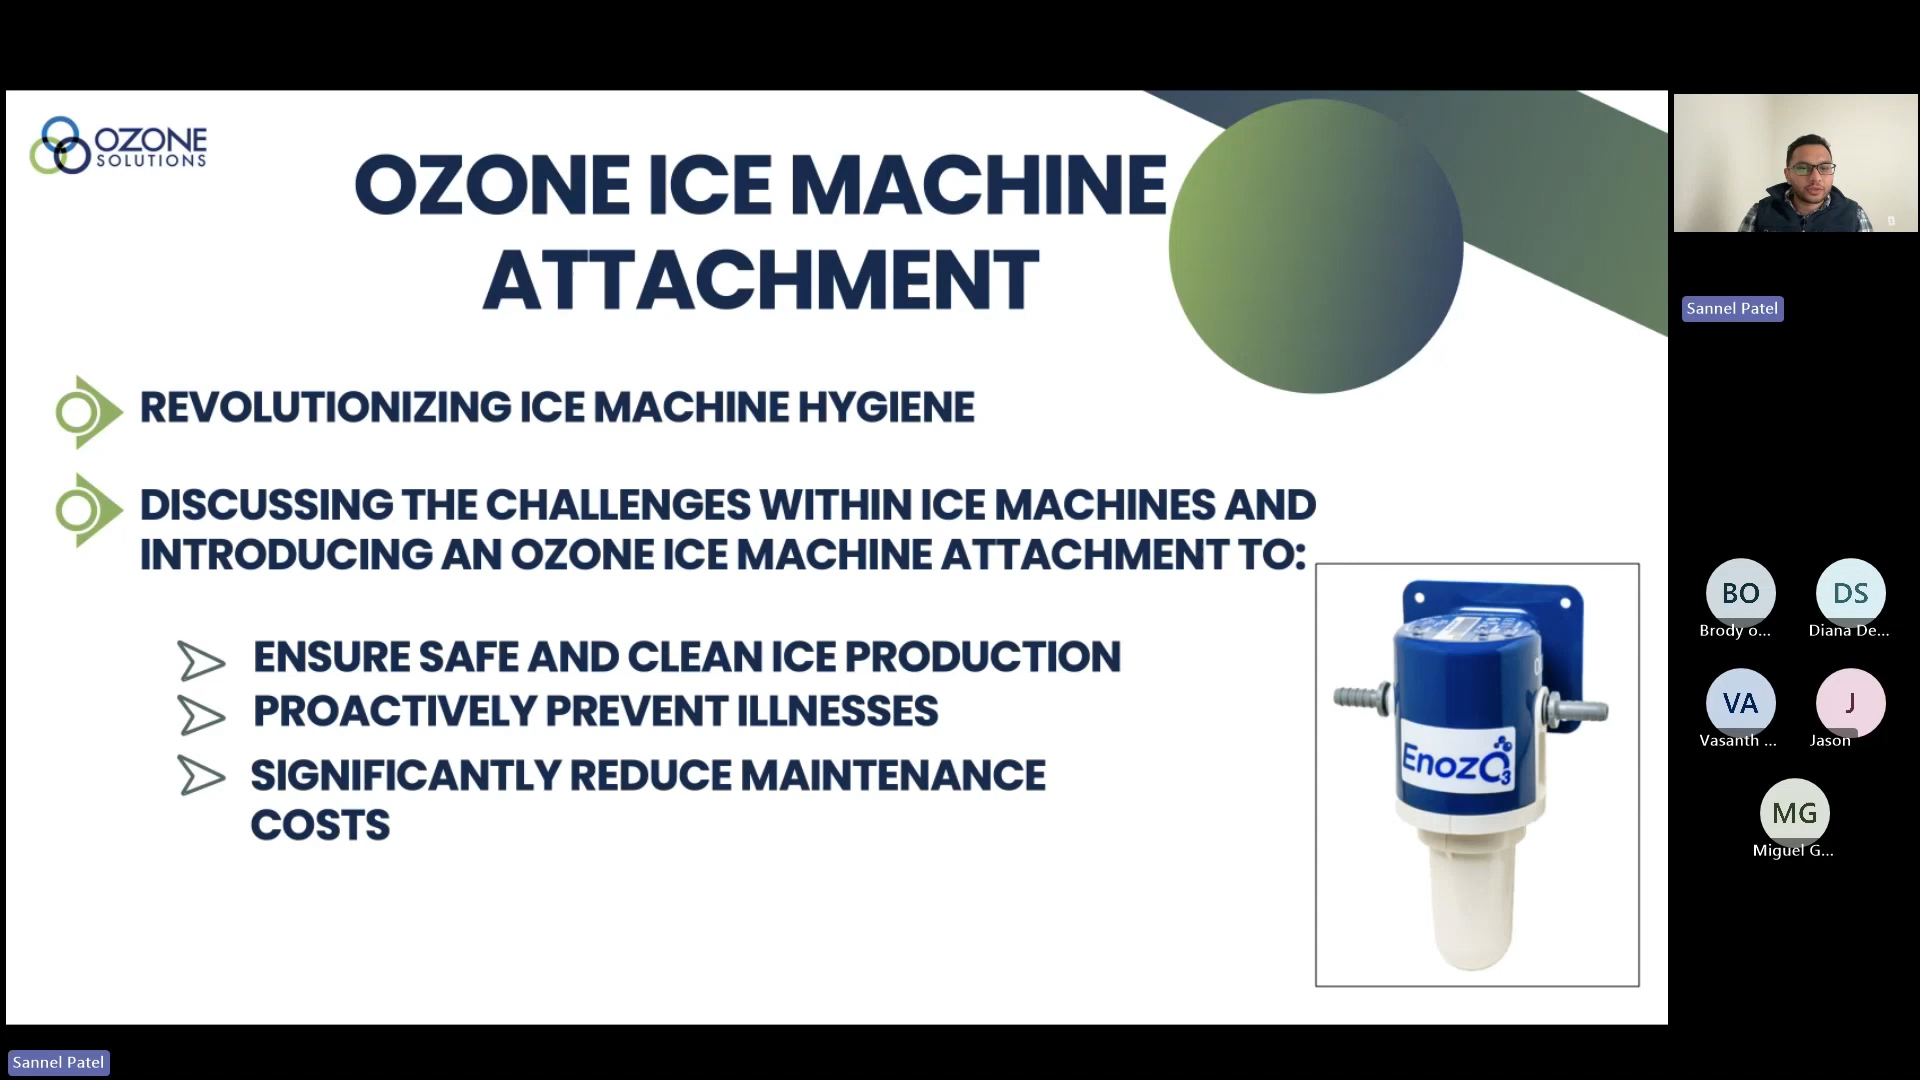 OZONE
SOLUTIONS
OZONE ICE MACHINE
ATTACHMENT
REVOLUTIONIZING ICE MACHINE HYGIENE
DISCUSSING THE CHALLENGES WITHIN ICE MACHINES AND
INTRODUCING AN OZONE ICE MACHINE ATTACHMENT TO:
ENSURE SAFE AND CLEAN ICE PRODUCTION
PROACTIVELY PREVENT ILLNESSES
SIGNIFICANTLY REDUCE MAINTENANCE
COSTS
EnozO3
Sannel Patel
BO
DS
Brody o...
Diana De...
VA
J
Vasanth ...
Jason
MG
Miguel G...
Sannel Patel